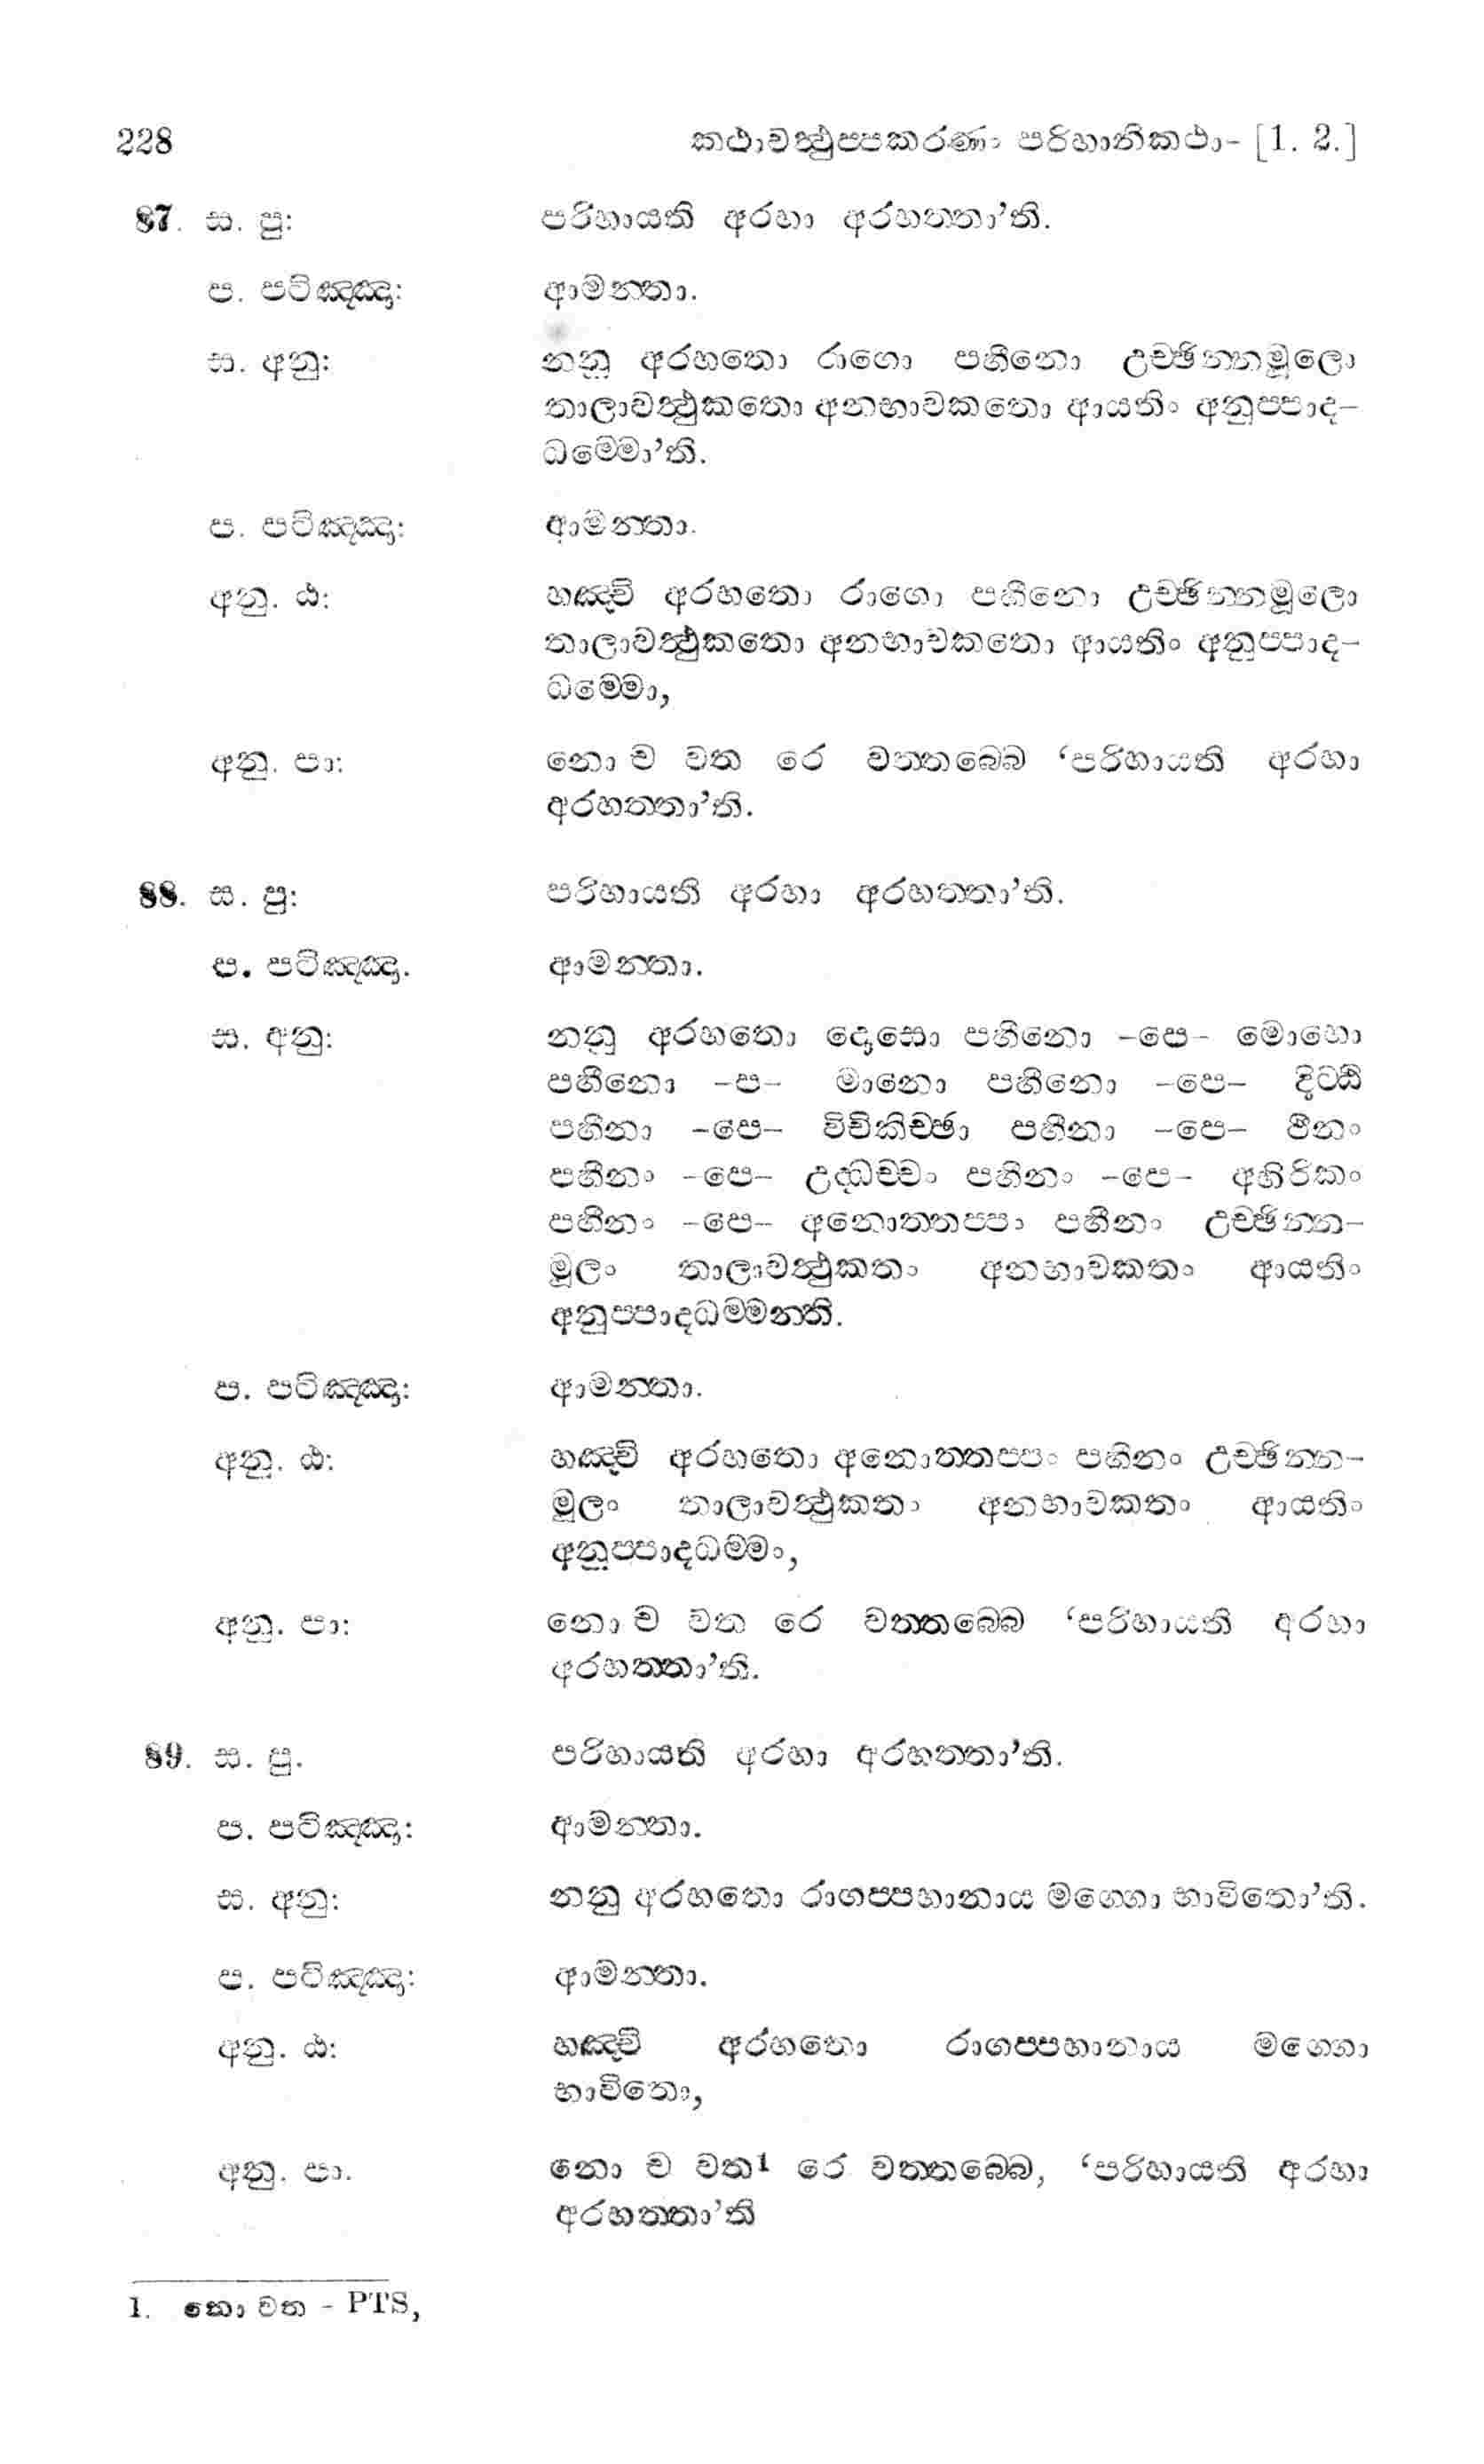 228 කථාවත්‍ථුප්පකරණං පරිහානිකථා- [1. 2.]
87. ස. පු: පරිහායති අරහා අරහත්තා'ති.
ප. පටිඤ්ඤා: ආමන්තා.
ස. අනු: නනු අරහතො රාගො පහීනො උච්ඡින්නමූලො
තාලාවත්‍ථුකතො අනභාවකතො ආයතිං අනුප්පාද-
ධම්මො'ති.
ප. පටිඤ්ඤා: ආමන්තා.
අනු. ඨ: හඤ්චි අරහතො රාගො පහීනො උච්ඡින්නමූලො
තාලාවත්‍ථුකතො අනභාවකතො ආයතිං අනුප්පාද-
ධම්මො,
අනු. පා: නො ච වත රෙ වත්තබ්බෙ 'පරිහායති අරහා
අරහත්තා'ති.
88. ස. පු: පරිහායති අරහා අරහත්තා'ති.
ප. පටිඤ්ඤා. ආමන්තා.
ස. අනු: නනු අරහතො දොසො පහීනො -පෙ- මොහො
පහීනො -ප- මානො පහීනො -පෙ- දිට්ඨි
පහීනා -පෙ- විචිකිච්ඡා පහීනා -පෙ- ථීනං
පහීනං -පෙ- උද්ධච්චං පහීනං -පෙ- අහිරිකං
පහීනං -පෙ- අනොත්තප්පං පහීනං උච්ඡින්න-
මූලං තාලාවත්‍ථුකතං අනභාවකතං ආයතිං
අනුප්පාදධම්මන්ති.
ප. පටිඤ්ඤා: ආමන්තා.
අනු. ඨ: හඤ්චි අරහතො අනොත්තප්පං පහීනං උච්ඡින්න-
මූලං තාලාවත්‍ථුකතං අනභාවකතං ආයතිං
අනුප්පාදධම්මං,
අනු. පා: නො ච වත රෙ වත්තබ්බෙ 'පරිහායති අරහා
අරහත්තා'ති.
89. ස. පු. පරිහායති අරහා අරහත්තා'ති.
ප. පටිඤ්ඤා: ආමන්තා.
ස. අනු: නනු අරහතො රාගප්පහානාය මග්ගො භාවිතො'ති.
ප. පටිඤ්ඤා: ආමන්තා.
අනු. ඨ: හඤ්චි අරහතො රාගප්පහානාය මග්ගො
භාවිතො,
අනු. පා. නො ච වත1 රෙ වත්තබ්බෙ, 'පරිහායති අරහා
අරහත්තා'ති
1. නො වත - PTS,